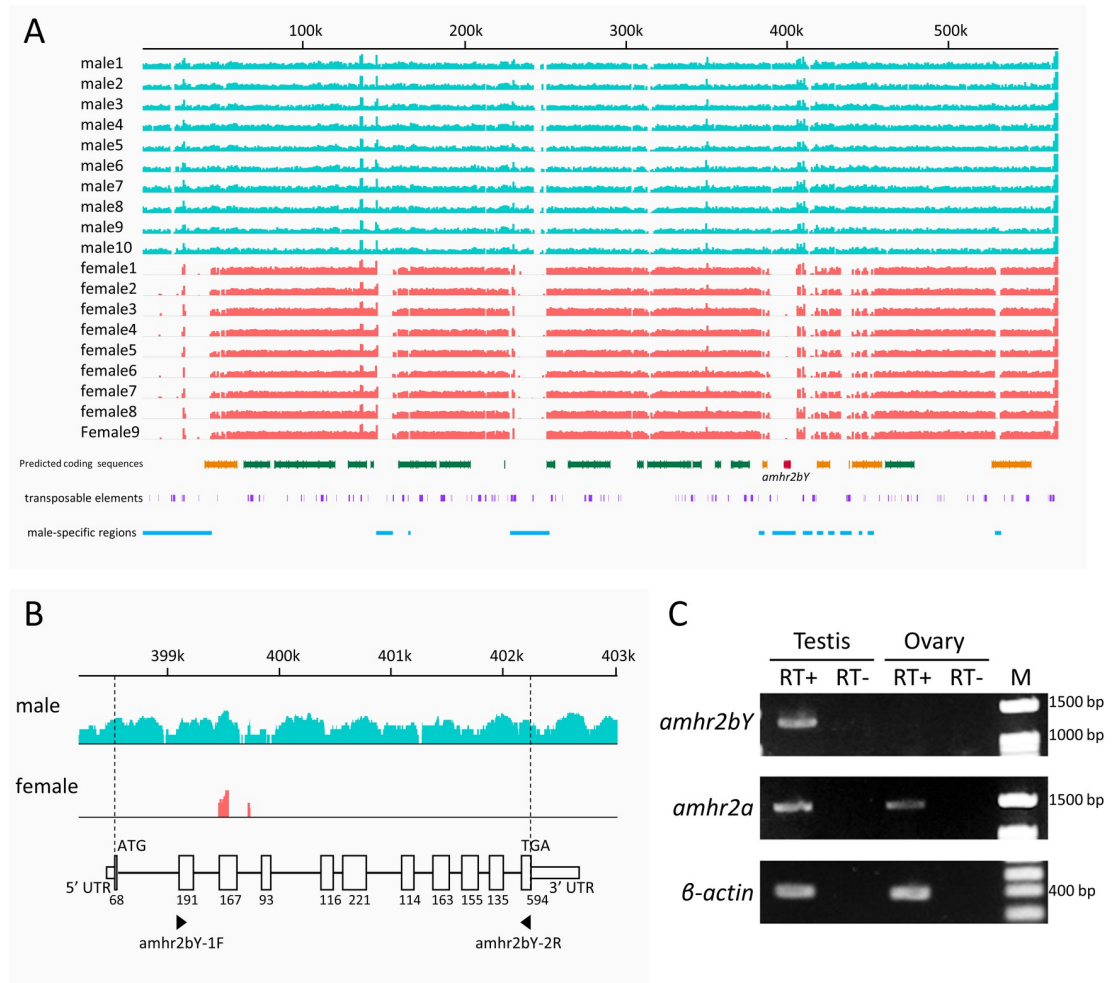 A
100k 200k 300k 400k 500k
male1
male2
male3
male4
male5
male6
male7
male8
male9
male10
female1
female2
female3
female4
female5
female6
female7
female8
Female9
Predicted coding sequences
amhr2bY
transposable elements
male-specific regions
B
399k 400k 401k 402k 403k
male
female
ATG TGA
5′ UTR 3′ UTR
68 191 167 93 116 221 114 163 155 135 594
amhr2bY-1F amhr2bY-2R
C
Testis Ovary
RT+ RT- RT+ RT- M
amhr2bY
1500 bp
1000 bp
amhr2a
1500 bp
β-actin
400 bp